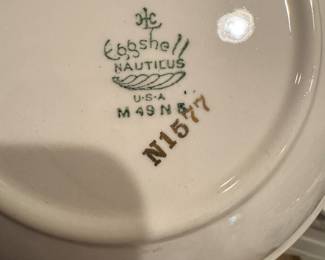 HLC
Eggshell
NAUTILUS
U·S·A
M 49 N 5
N1577